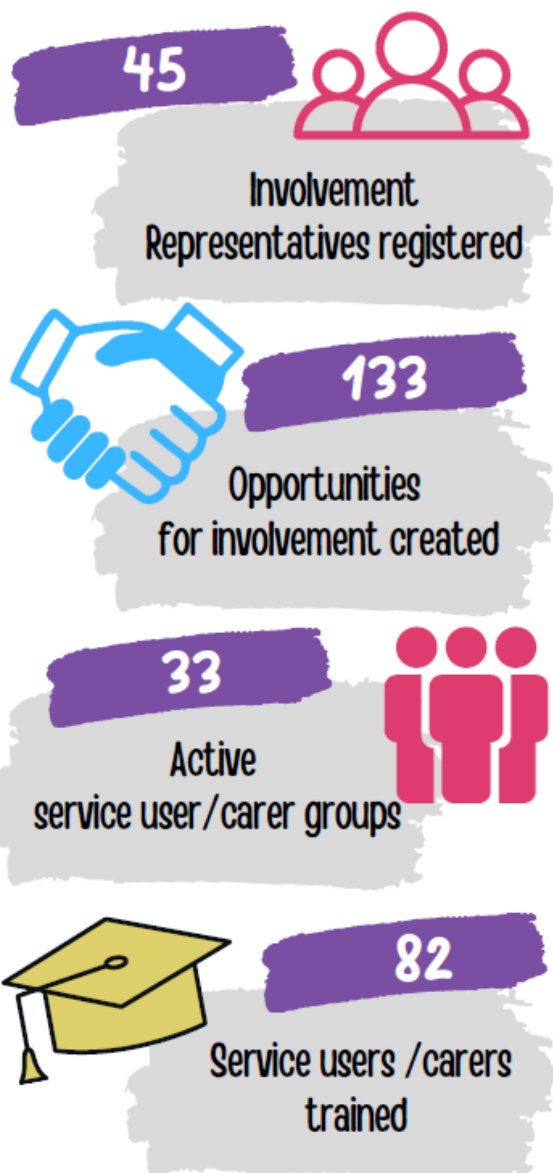 45
Involvement
Representatives registered
133
Opportunities
for involvement created
33
Active
service user/carer groups
82
Service users /carers
trained